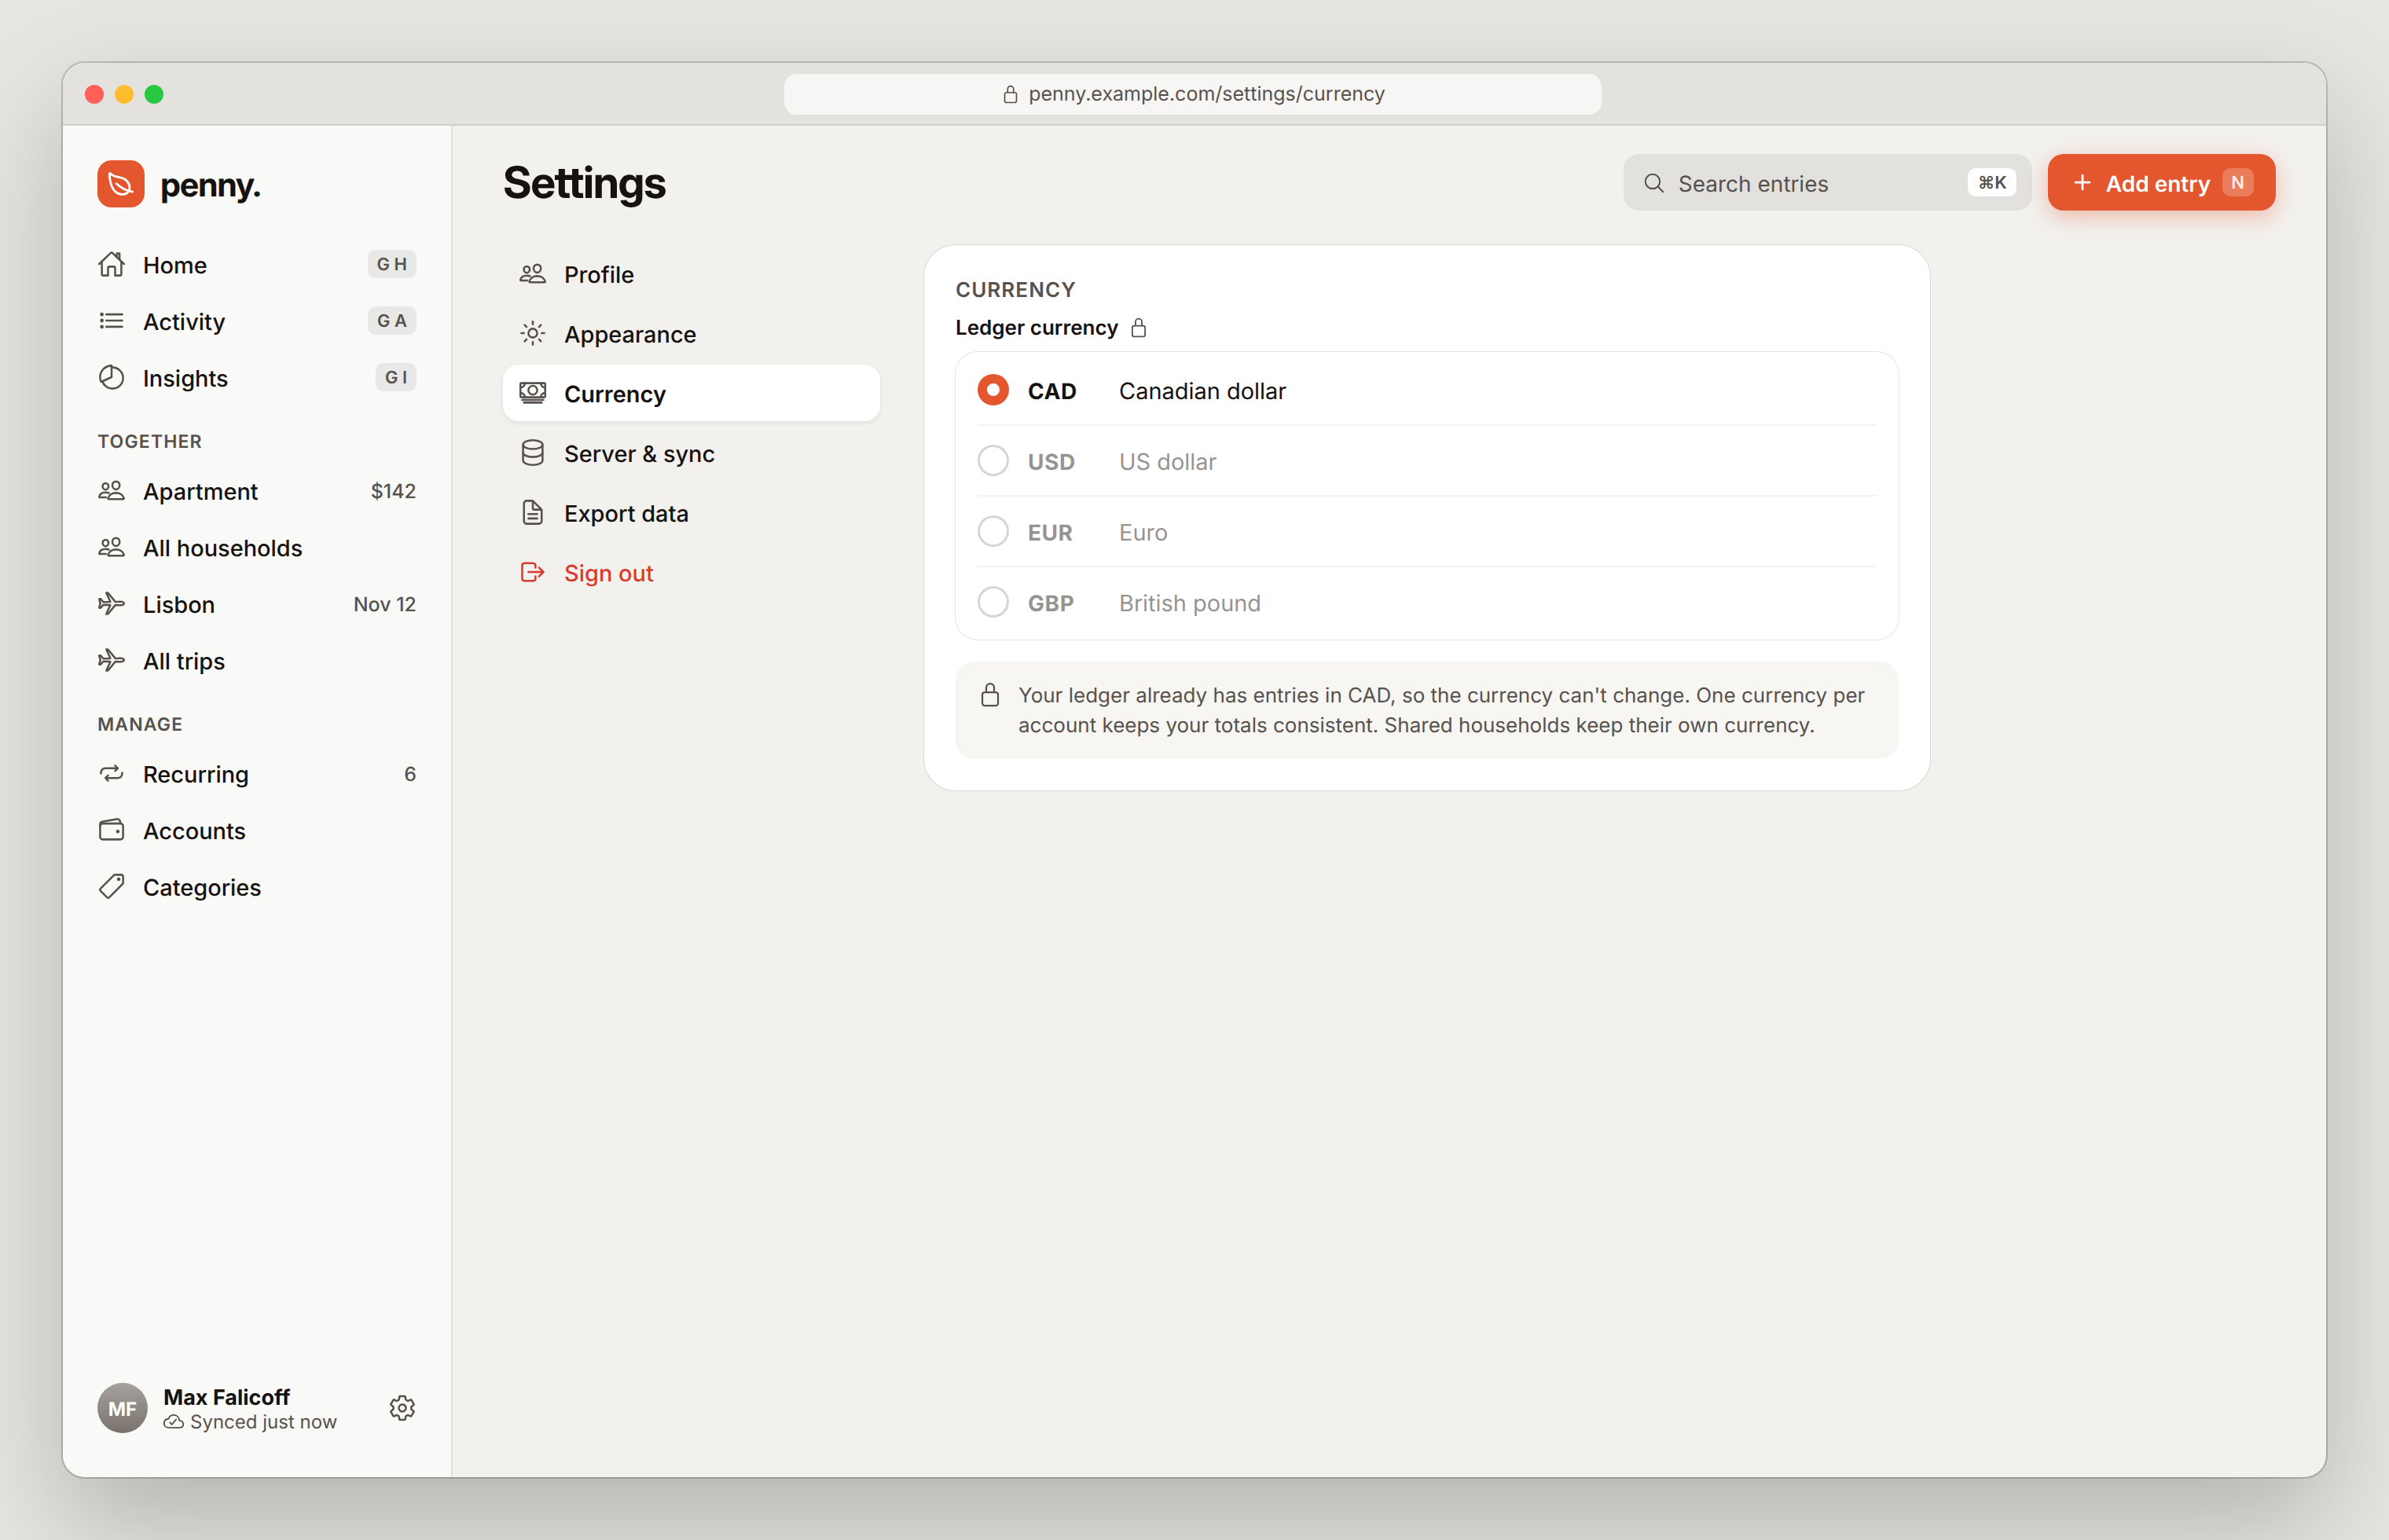 penny.example.com/settings/currency
penny.
Home G H
Activity G A
Insights G I
TOGETHER
Apartment $142
All households
Lisbon Nov 12
All trips
MANAGE
Recurring 6
Accounts
Categories
MF
Max Falicoff
Synced just now
Settings
Search entries ⌘K
+ Add entry N
Profile
Appearance
Currency
Server & sync
Export data
Sign out
CURRENCY
Ledger currency
CAD Canadian dollar
USD US dollar
EUR Euro
GBP British pound
Your ledger already has entries in CAD, so the currency can't change. One currency per
account keeps your totals consistent. Shared households keep their own currency.